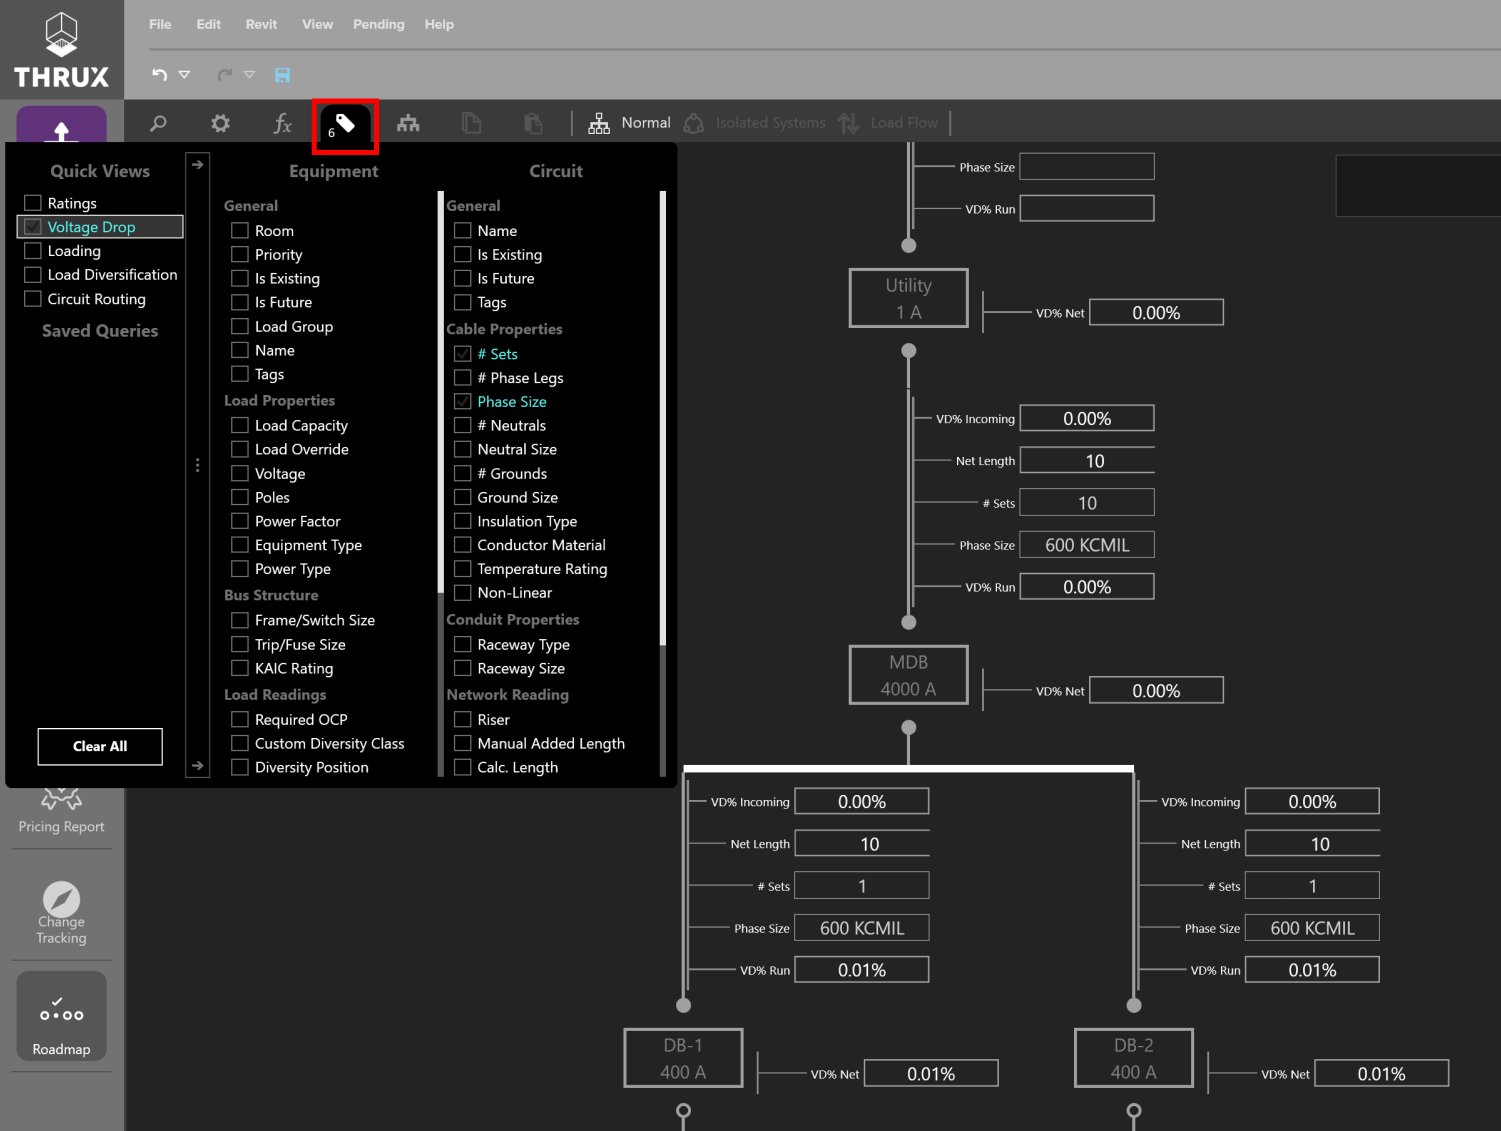 THRUX
File Edit Revit View Pending Help
fx
6
Normal
Isolated Systems
Load Flow
Quick Views
Ratings
Voltage Drop
Loading
Load Diversification
Circuit Routing
Saved Queries
Clear All
Equipment
General
Room
Priority
Is Existing
Is Future
Load Group
Name
Tags
Load Properties
Load Capacity
Load Override
Voltage
Poles
Power Factor
Equipment Type
Power Type
Bus Structure
Frame/Switch Size
Trip/Fuse Size
KAIC Rating
Load Readings
Required OCP
Custom Diversity Class
Diversity Position
Circuit
General
Name
Is Existing
Is Future
Tags
Cable Properties
# Sets
# Phase Legs
Phase Size
# Neutrals
Neutral Size
# Grounds
Ground Size
Insulation Type
Conductor Material
Temperature Rating
Non-Linear
Conduit Properties
Raceway Type
Raceway Size
Network Reading
Riser
Manual Added Length
Calc. Length
Pricing Report
Change
Tracking
Roadmap
Phase Size
VD% Run
Utility
1 A
VD% Net 0.00%
VD% Incoming 0.00%
Net Length 10
# Sets 10
Phase Size 600 KCMIL
VD% Run 0.00%
MDB
4000 A
VD% Net 0.00%
VD% Incoming 0.00%
Net Length 10
# Sets 1
Phase Size 600 KCMIL
VD% Run 0.01%
DB-1
400 A
VD% Net 0.01%
VD% Incoming 0.00%
Net Length 10
# Sets 1
Phase Size 600 KCMIL
VD% Run 0.01%
DB-2
400 A
VD% Net 0.01%